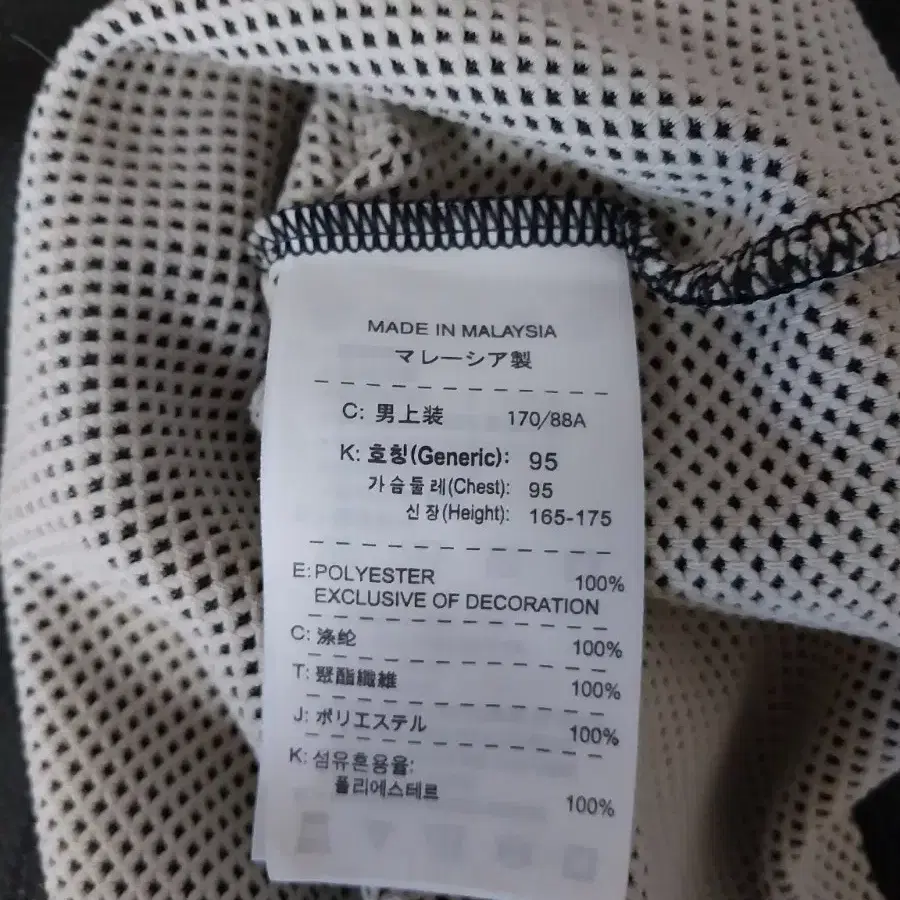 MADE IN MALAYSIA
マレーシア製
C: 男上装 170/88A
K: 호칭(Generic): 95
가슴둘레(Chest): 95
신장(Height): 165-175
E: POLYESTER 100%
EXCLUSIVE OF DECORATION
C: 涤纶 100%
T: 聚酯纖維 100%
J: ポリエステル 100%
K: 섬유혼용율:
폴리에스테르 100%